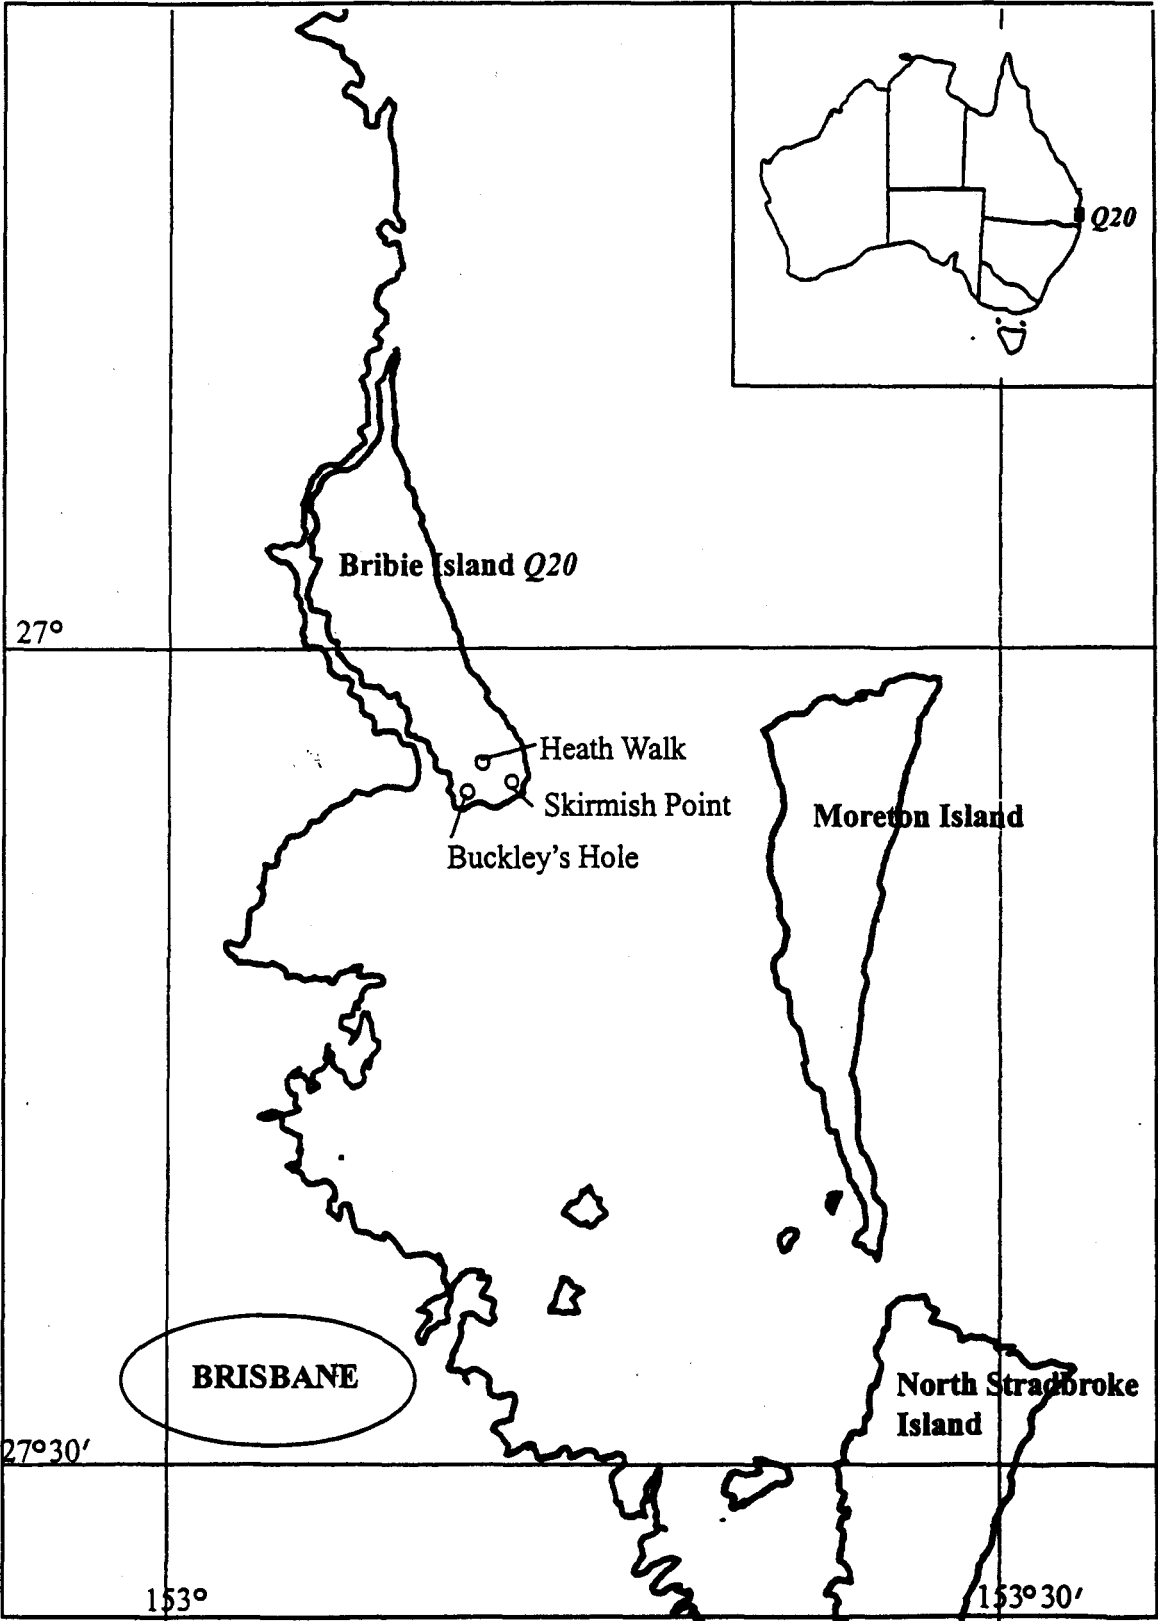 Q20
Bribie Island Q20
27°
Heath Walk
Skirmish Point
Moreton Island
Buckley's Hole
BRISBANE
North Stradbroke
Island
27°30′
153°
153°30′